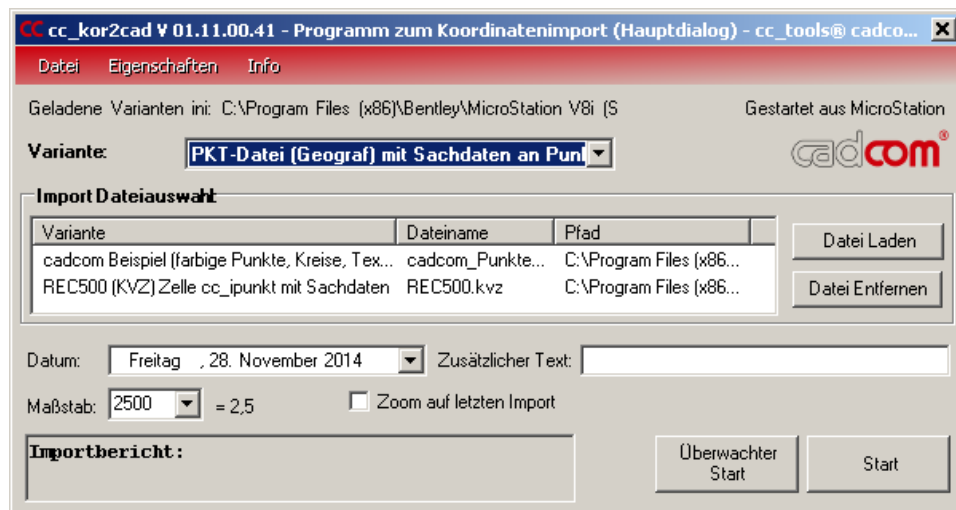 cc_kor2cad V 01.11.00.41 - Programm zum Koordinatenimport (Hauptdialog) - cc_tools® cadco...
Datei Eigenschaften Info
Geladene Varianten ini: C:\Program Files (x86)\Bentley\MicroStation V8i (S Gestartet aus MicroStation
Variante: PKT-Datei (Geograf) mit Sachdaten an Punl
cadcom®
Import Dateiauswahl:
Variante Dateiname Pfad
cadcom Beispiel (farbige Punkte, Kreise, Tex... cadcom_Punkte... C:\Program Files (x86...
REC500 (KVZ) Zelle cc_ipunkt mit Sachdaten REC500.kvz C:\Program Files (x86...
Datei Laden
Datei Entfernen
Datum: Freitag , 28. November 2014 Zusätzlicher Text:
Maßstab: 2500 = 2,5 Zoom auf letzten Import
Importbericht:
Überwachter
Start
Start